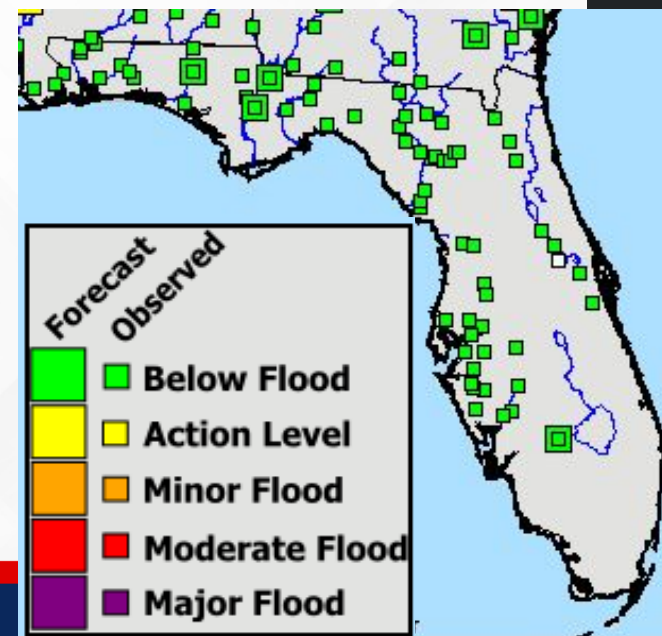 Forecast
Observed
Below Flood
Action Level
Minor Flood
Moderate Flood
Major Flood